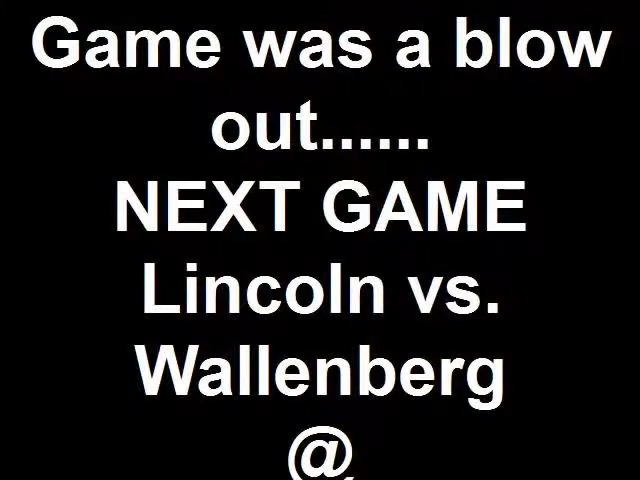 Game was a blow
out......
NEXT GAME
Lincoln vs.
Wallenberg
@